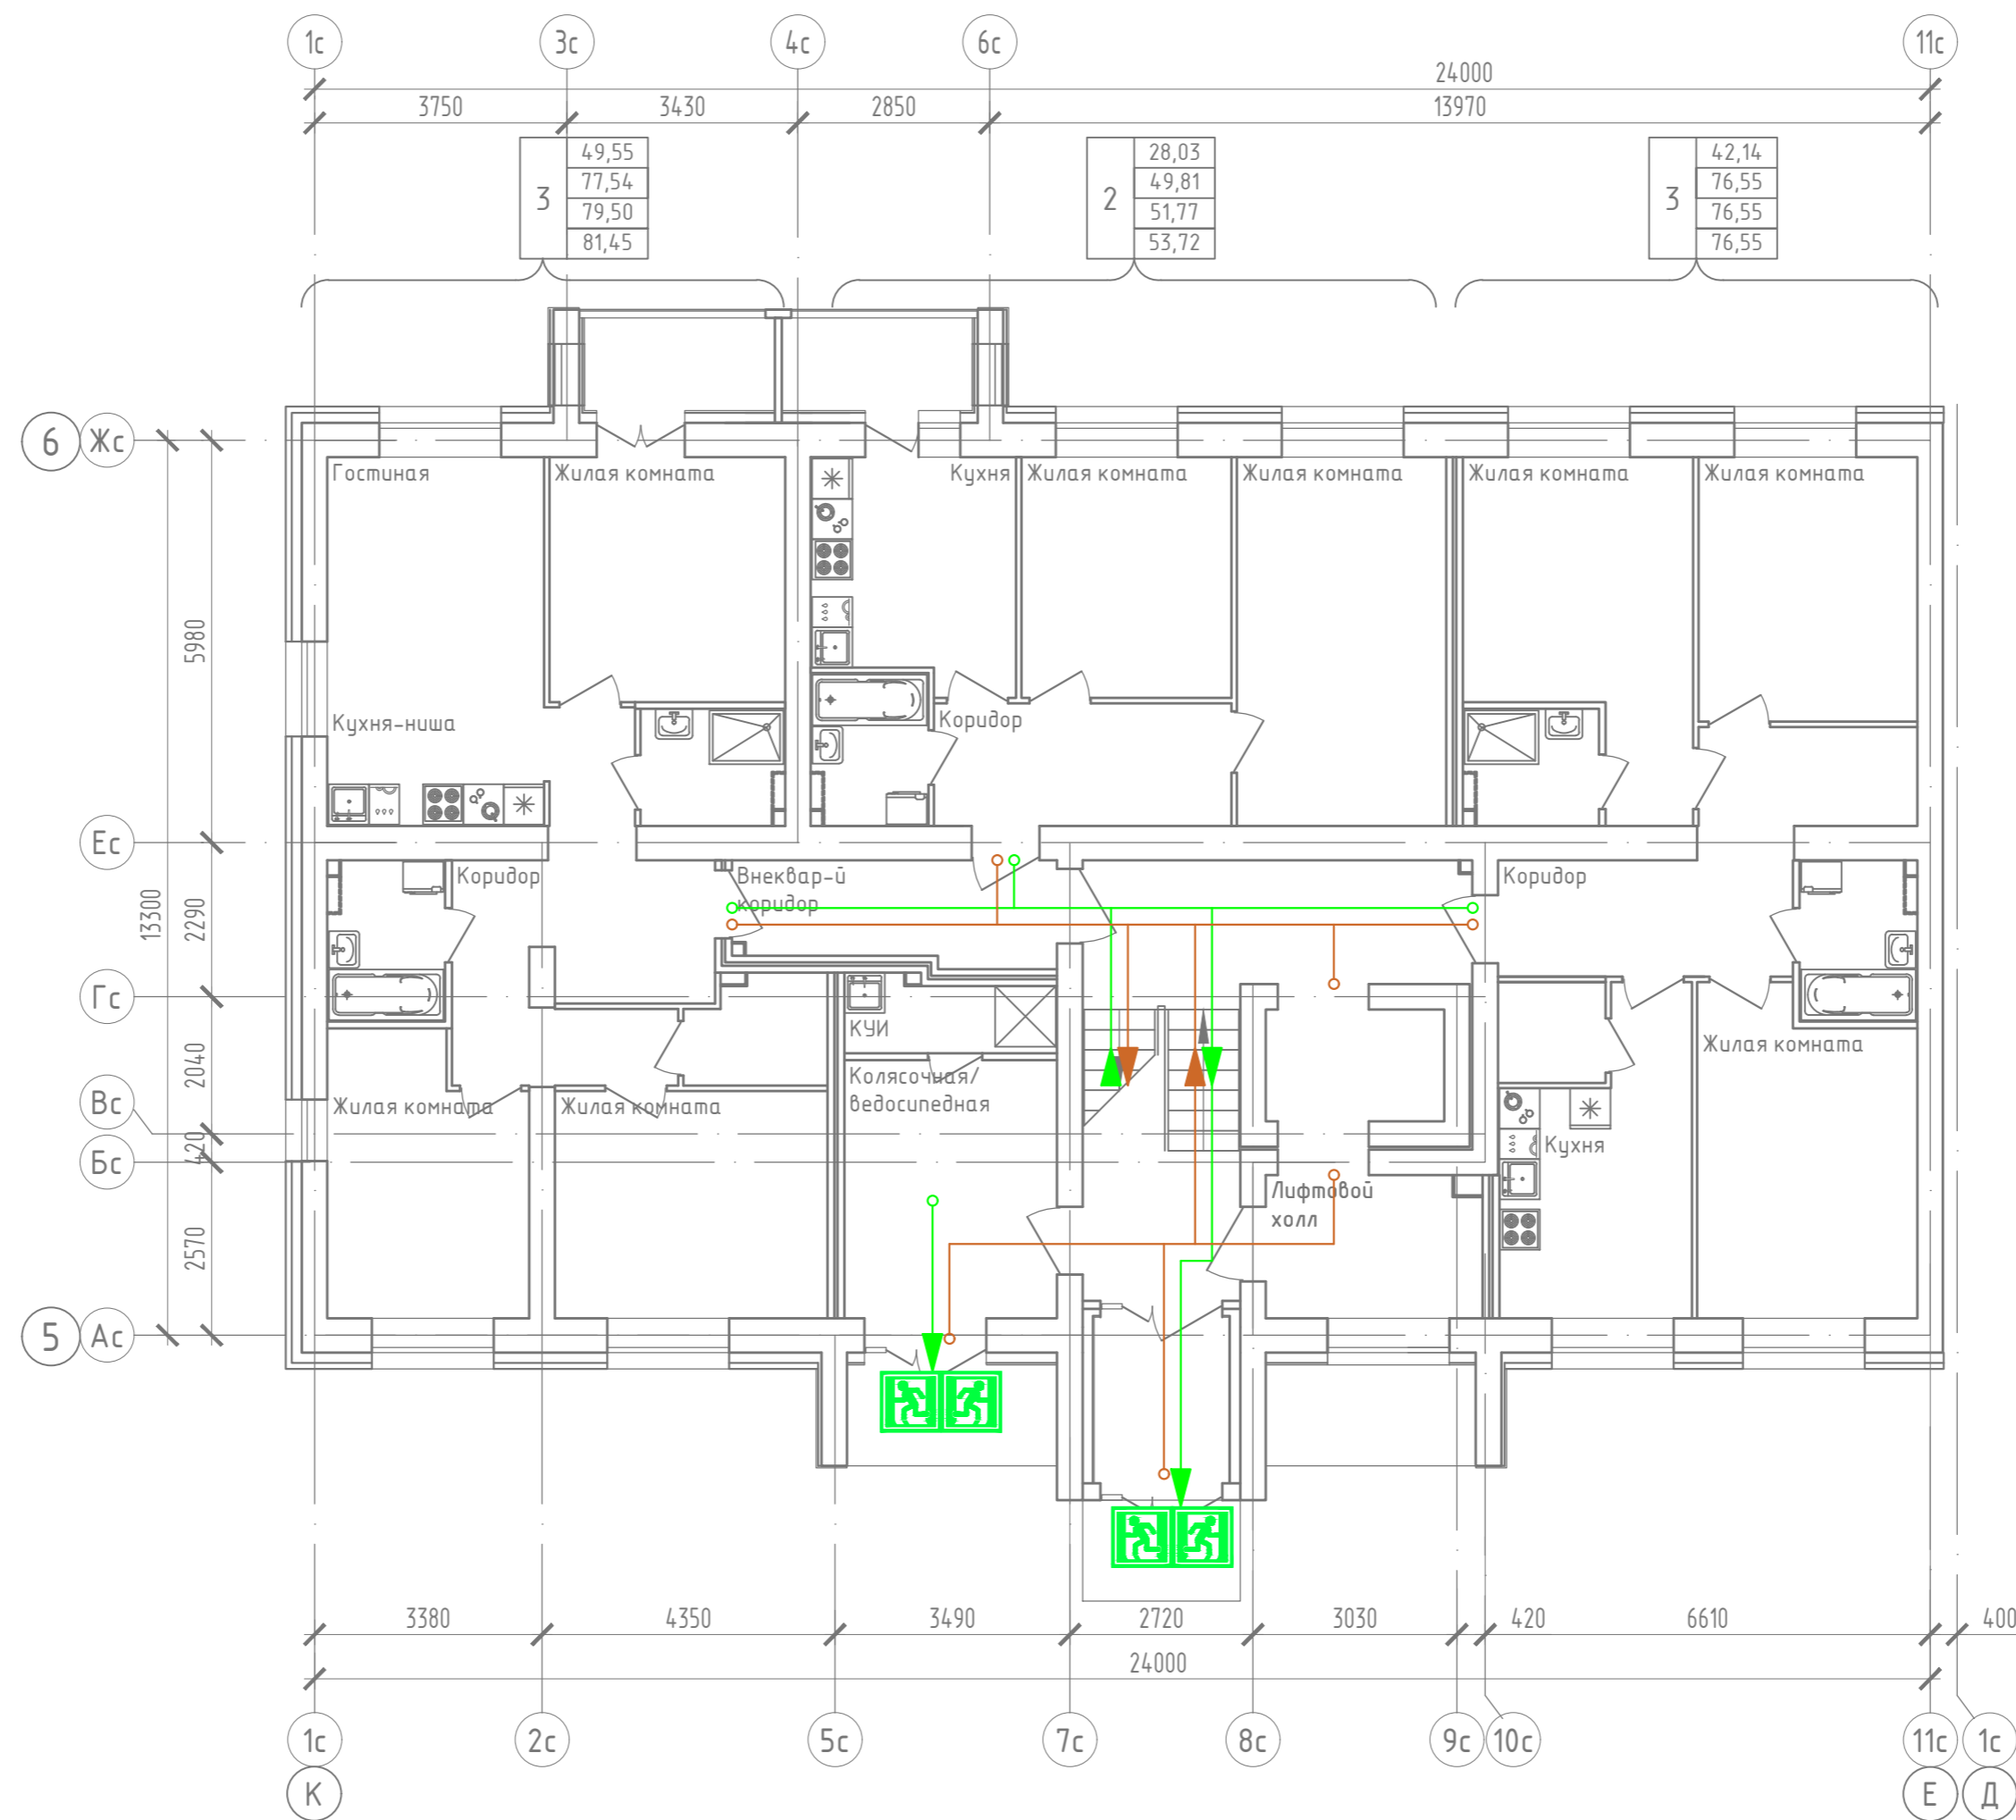 1с 3с 4с 6с 11с
24000
3750 3430 2850 13970
3
49,55
77,54
79,50
81,45
2
28,03
49,81
51,77
53,72
3
42,14
76,55
76,55
76,55
6 Жс
Гостиная
Жилая комната
Кухня
Жилая комната
Жилая комната
Жилая комната
Жилая комната
5980
Кухня-ниша
Коридор
Ес
Коридор
Внеквар-й
коридор
Коридор
13300
2290
Гс
КУИ
2040
Колясочная/
ведосипедная
Жилая комната
Вс
Жилая комната
Жилая комната
420
Бс
Кухня
Лифтовой
холл
2570
5 Ас
3380 4350 3490 2720 3030 420 6610 400
24000
1с 2с 5с 7с 8с 9с 10с 11с 1с
К Е Д